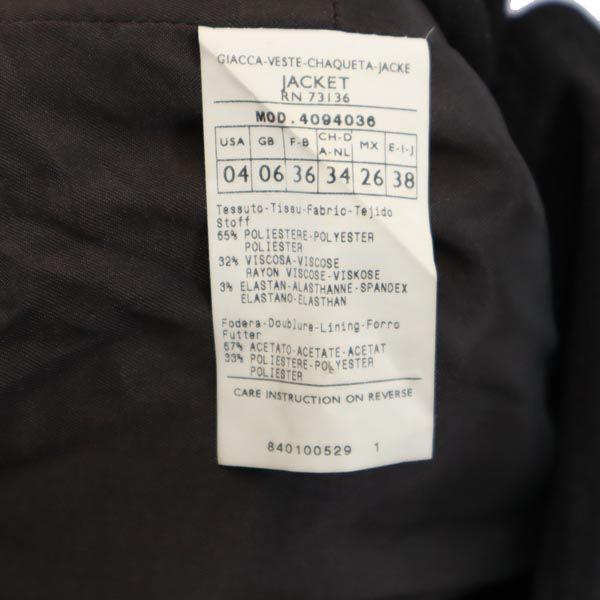 GIACCA-VESTE-CHAQUETA-JACKE
JACKET
RN 73136
MOD.4094036
USA GB F-B CH-D A-NL MX E-I-J
04 06 36 34 26 38
Tessuto-Tissu-Fabric-Tejido
Stoff
65% POLIESTERE-POLYESTER
POLIESTER
32% VISCOSA-VISCOSE
RAYON VISCOSE-VISKOSE
3% ELASTAN-ALASTHANNE-SPANDEX
ELASTANO-ELASTHAN
Fodera-Doublure-Lining-Forro
Futter
67% ACETATO-ACETATE-ACETAT
33% POLIESTERE-POLYESTER
POLIESTER
CARE INSTRUCTION ON REVERSE
840100529 1